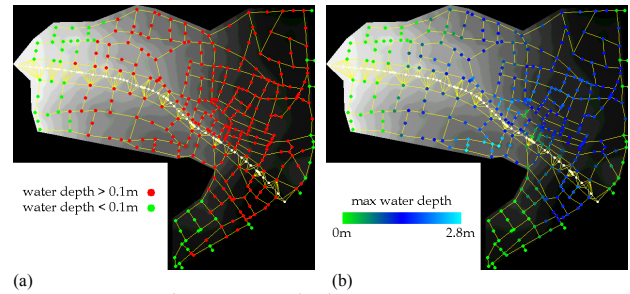 water depth > 0.1m
water depth < 0.1m
max water depth
0m 2.8m
(a) (b)